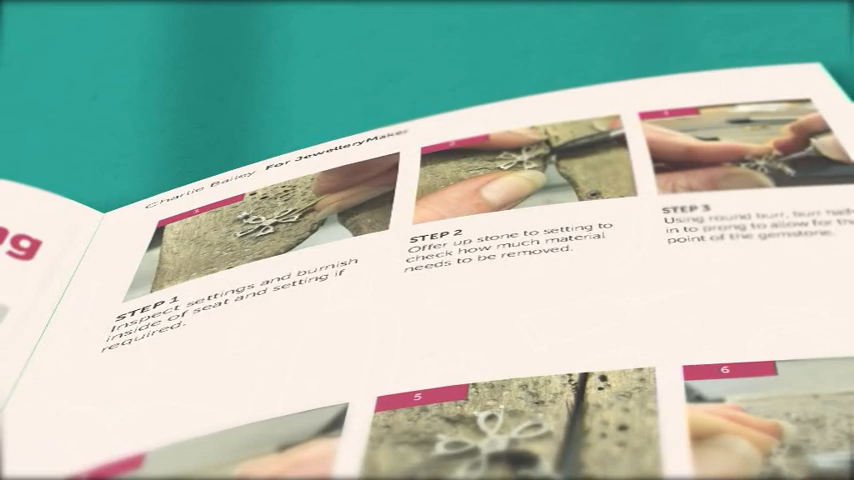 Charlie Bailey For JewelleryMaker
STEP 1
Inspect settings and burnish
inside of seat and setting if
required.
2
STEP 2
Offer up stone to setting to
check how much material
needs to be removed.
STEP 3
Using round burr, burr half
in to prong to allow for the
point of the gemstone.
5
6